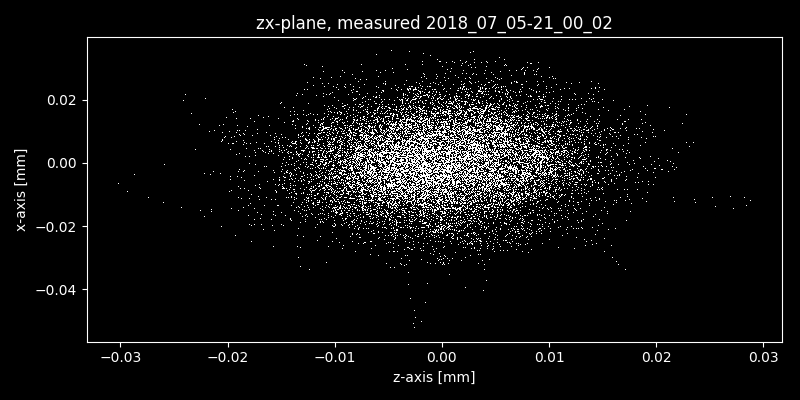 zx-plane, measured 2018_07_05-21_00_02
0.02
0.00
−0.02
−0.04
x-axis [mm]
−0.03 −0.02 −0.01 0.00 0.01 0.02 0.03
z-axis [mm]